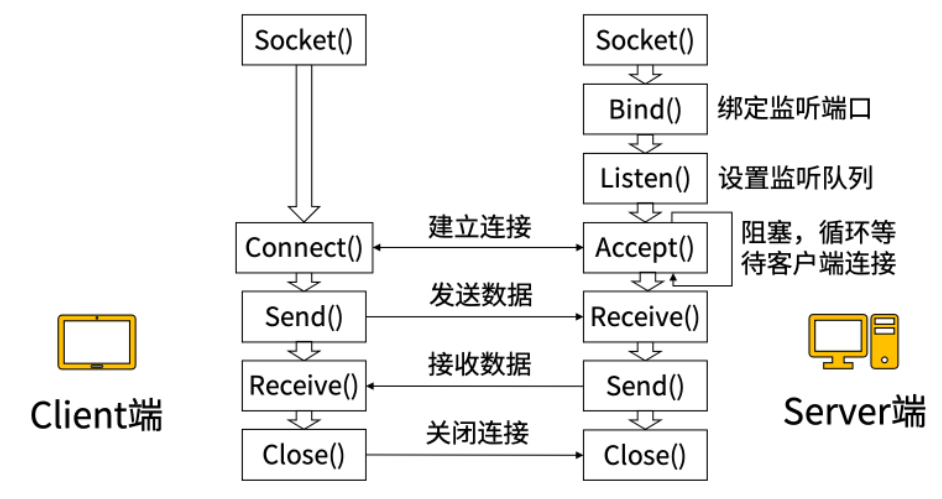 Socket()
Socket()
Bind()
绑定监听端口
Listen()
设置监听队列
Connect()
建立连接
Accept()
阻塞，循环等
待客户端连接
Send()
发送数据
Receive()
Receive()
接收数据
Send()
Close()
关闭连接
Close()
Client端
Server端